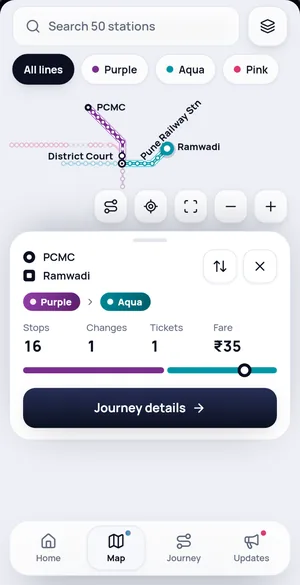 Search 50 stations
All lines
Purple
Aqua
Pink
PCMC
Pune Railway Stn
Ramwadi
District Court
PCMC
Ramwadi
Purple
Aqua
Stops
Changes
Tickets
Fare
16
1
1
₹35
Journey details
Home
Map
Journey
Updates